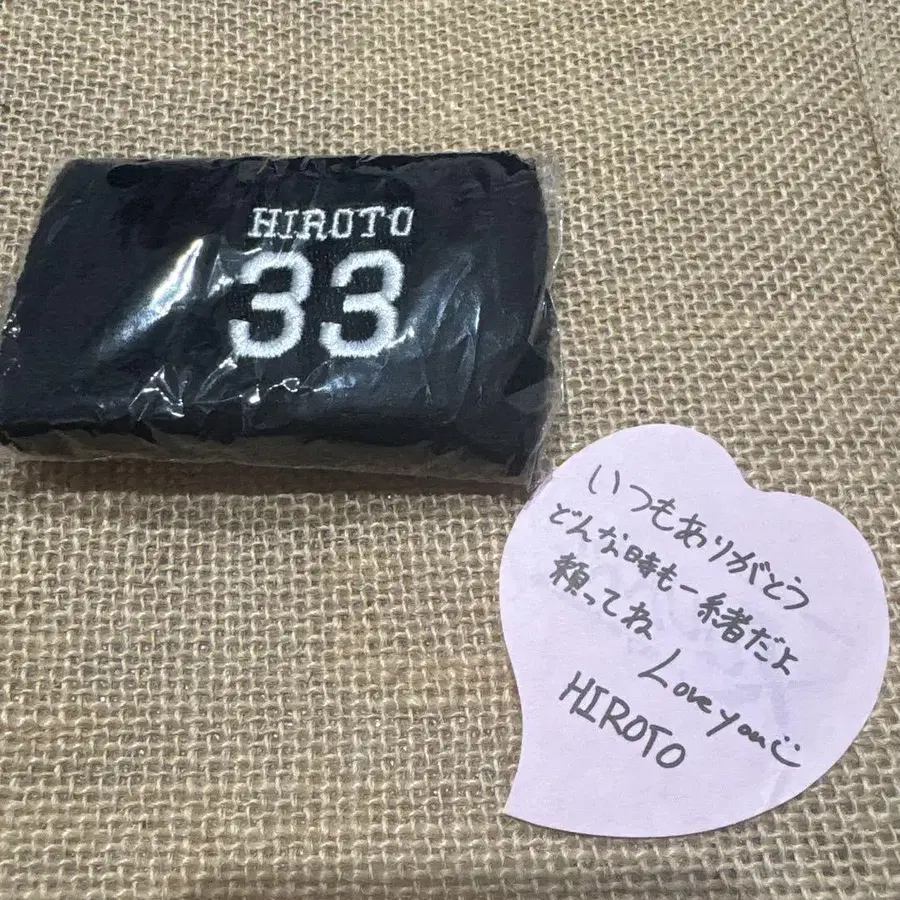 HIROTO
33
いつもありがとう
どんな時も一緒だよ
頼ってね
Love you
HIROTO